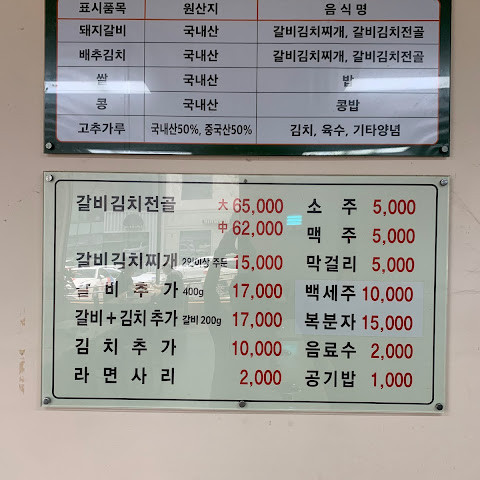 표시품목 원산지 음 식 명
돼지갈비 국내산 갈비김치찌개, 갈비김치전골
배추김치 국내산 갈비김치찌개, 갈비김치전골
쌀 국내산 밥
콩 국내산 콩밥
고추가루 국내산50%, 중국산50% 김치, 육수, 기타양념
갈비김치전골 大 65,000
中 62,000
갈비김치찌개 2인이상 주문 15,000
갈 비 추 가 400g 17,000
갈비+김치추가 갈비 200g 17,000
김 치 추 가 10,000
라 면 사 리 2,000
소 주 5,000
맥 주 5,000
막걸리 5,000
백세주 10,000
복분자 15,000
음료수 2,000
공기밥 1,000